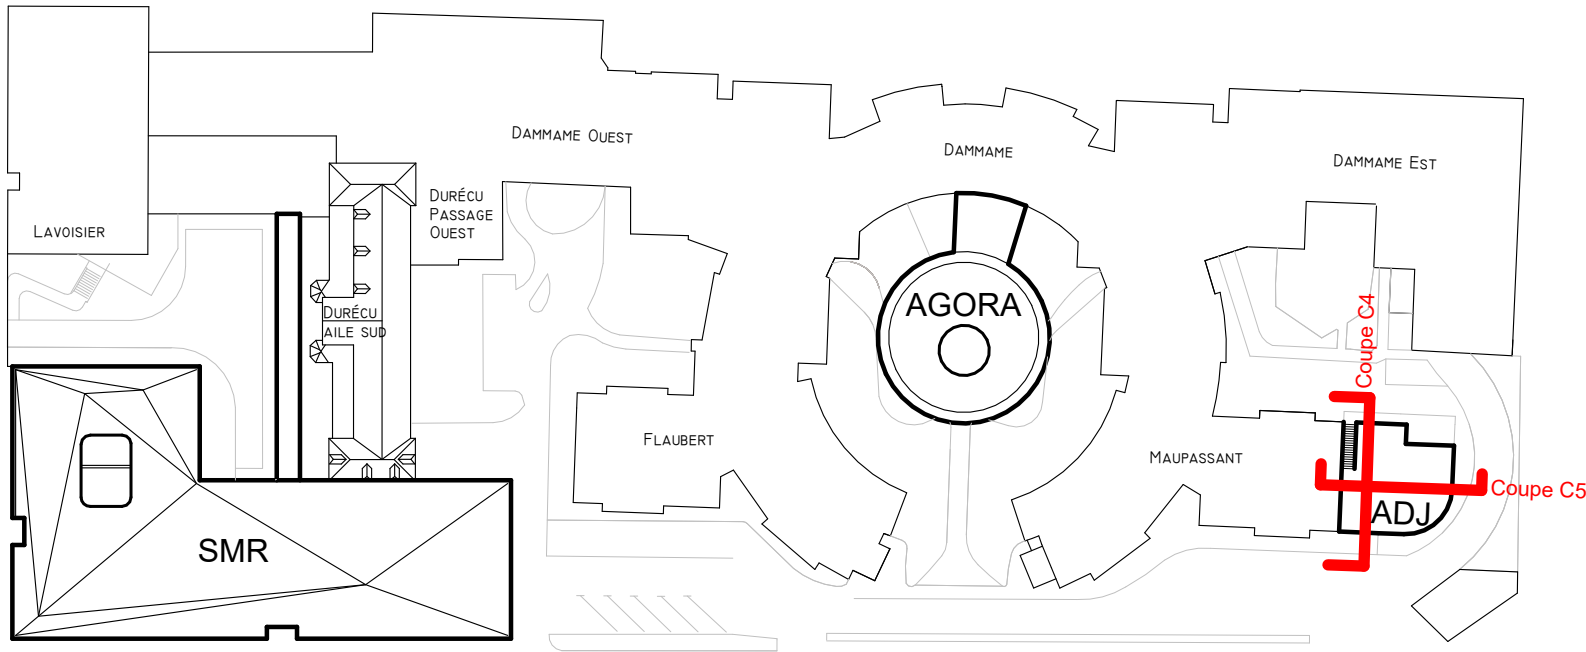 DAMMAME OUEST
DAMMAME
DAMMAME EST
DURÉCU
PASSAGE
OUEST
LAVOISIER
AGORA
DURÉCU
AILE SUD
Coupe C4
FLAUBERT
MAUPASSANT
Coupe C5
ADJ
SMR